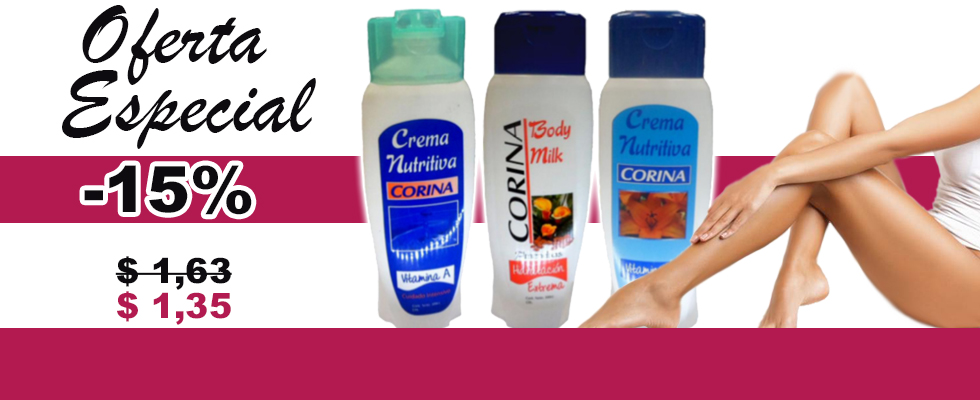 Oferta
Especial
-15%
$ 1,63
$ 1,35
Crema
Nutritiva
CORINA
Vitamina A
CORINA
Body
Milk
Hidratación
Extrema
Crema
Nutritiva
CORINA